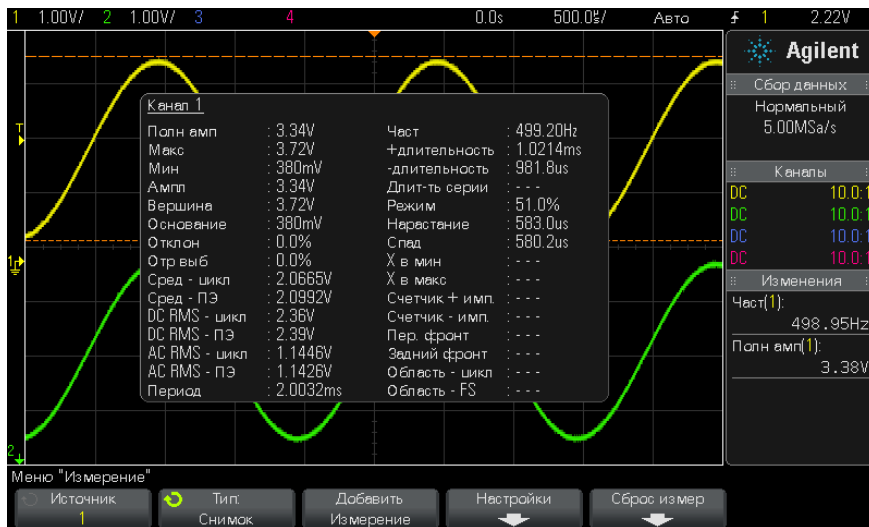 1 1.00V/ 2 1.00V/ 3 4 0.0s 500.0us/ Авто 1 2.22V
Agilent
Сбор данных
Нормальный
5.00MSa/s
Каналы
DC 10.0:1
DC 10.0:1
DC 10.0:1
DC 10.0:1
Изменения
Част(1):
498.95Hz
Полн амп(1):
3.38V
Канал 1
Полн амп : 3.34V Част : 499.20Hz
Макс : 3.72V +длительность : 1.0214ms
Мин : 380mV -длительность : 981.8us
Ампл : 3.34V Длит-ть серии : - - -
Вершина : 3.72V Режим : 51.0%
Основание : 380mV Нарастание : 583.0us
Отклон : 0.0% Спад : 580.2us
Отр выб : 0.0% X в мин : - - -
Сред - цикл : 2.0665V X в макс : - - -
Сред - ПЭ : 2.0992V Счетчик + имп. : - - -
DC RMS - цикл : 2.36V Счетчик - имп. : - - -
DC RMS - ПЭ : 2.39V Пер. фронт : - - -
AC RMS - цикл : 1.1446V Задний фронт : - - -
AC RMS - ПЭ : 1.1426V Область - цикл : - - -
Период : 2.0032ms Область - FS : - - -
T
1
2
Меню "Измерение"
Источник Тип: Добавить Настройки Сброс измер
1 Снимок Измерение